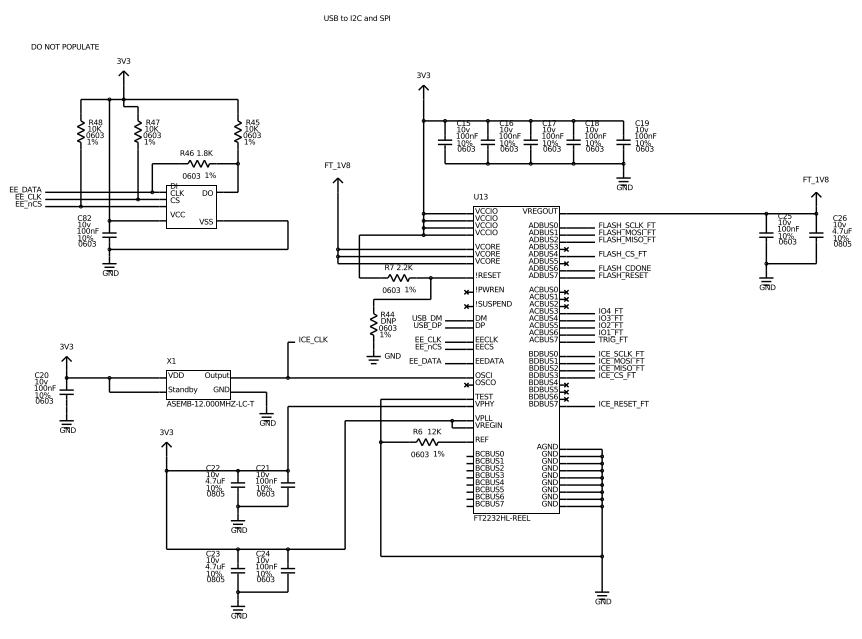 USB to I2C and SPI
DO NOT POPULATE
3V3
R48
10K
0603
1%
R47
10K
0603
1%
R45
10K
0603
1%
R46 1.8K
0603 1%
EE_DATA
EE_CLK
EE_nCS
DI
CLK
CS
VCC
DO
VSS
C82
10v
100nF
10%
0603
GND
3V3
C15
10v
100nF
10%
0603
C16
10v
100nF
10%
0603
C17
10v
100nF
10%
0603
C18
10v
100nF
10%
0603
C19
10v
100nF
10%
0603
GND
FT_1V8
U13
VCCIO
VCCIO
VCCIO
VCCIO
VCORE
VCORE
VCORE
!RESET
!PWREN
!SUSPEND
DM
DP
EECLK
EECS
EEDATA
OSCI
OSCO
TEST
VPHY
VPLL
VREGIN
REF
BCBUS0
BCBUS1
BCBUS2
BCBUS3
BCBUS4
BCBUS5
BCBUS6
BCBUS7
VREGOUT
ADBUS0
ADBUS1
ADBUS2
ADBUS3
ADBUS4
ADBUS5
ADBUS6
ADBUS7
ACBUS0
ACBUS1
ACBUS2
ACBUS3
ACBUS4
ACBUS5
ACBUS6
ACBUS7
BDBUS0
BDBUS1
BDBUS2
BDBUS3
BDBUS4
BDBUS5
BDBUS6
BDBUS7
AGND
GND
GND
GND
GND
GND
GND
GND
GND
FT2232HL-REEL
FLASH_SCLK_FT
FLASH_MOSI_FT
FLASH_MISO_FT
FLASH_CS_FT
FLASH_CDONE
FLASH_RESET
IO4_FT
IO3_FT
IO2_FT
IO1_FT
TRIG_FT
ICE_SCLK_FT
ICE_MOSI_FT
ICE_MISO_FT
ICE_CS_FT
ICE_RESET_FT
GND
FT_1V8
C25
10v
100nF
10%
0603
C26
10v
4.7uF
10%
0603
GND
R7 2.2K
0603 1%
R44
DNP
0603
1%
GND
USB_DM
USB_DP
EE_CLK
EE_nCS
EE_DATA
R6 12K
0603 1%
ICE_CLK
3V3
C20
10v
100nF
10%
0603
GND
X1
VDD
Standby
Output
GND
ASEMB-12.000MHZ-LC-T
GND
3V3
C22
10v
4.7uF
10%
0805
C21
10v
100nF
10%
0603
GND
C23
10v
4.7uF
10%
0805
C24
10v
100nF
10%
0603
GND